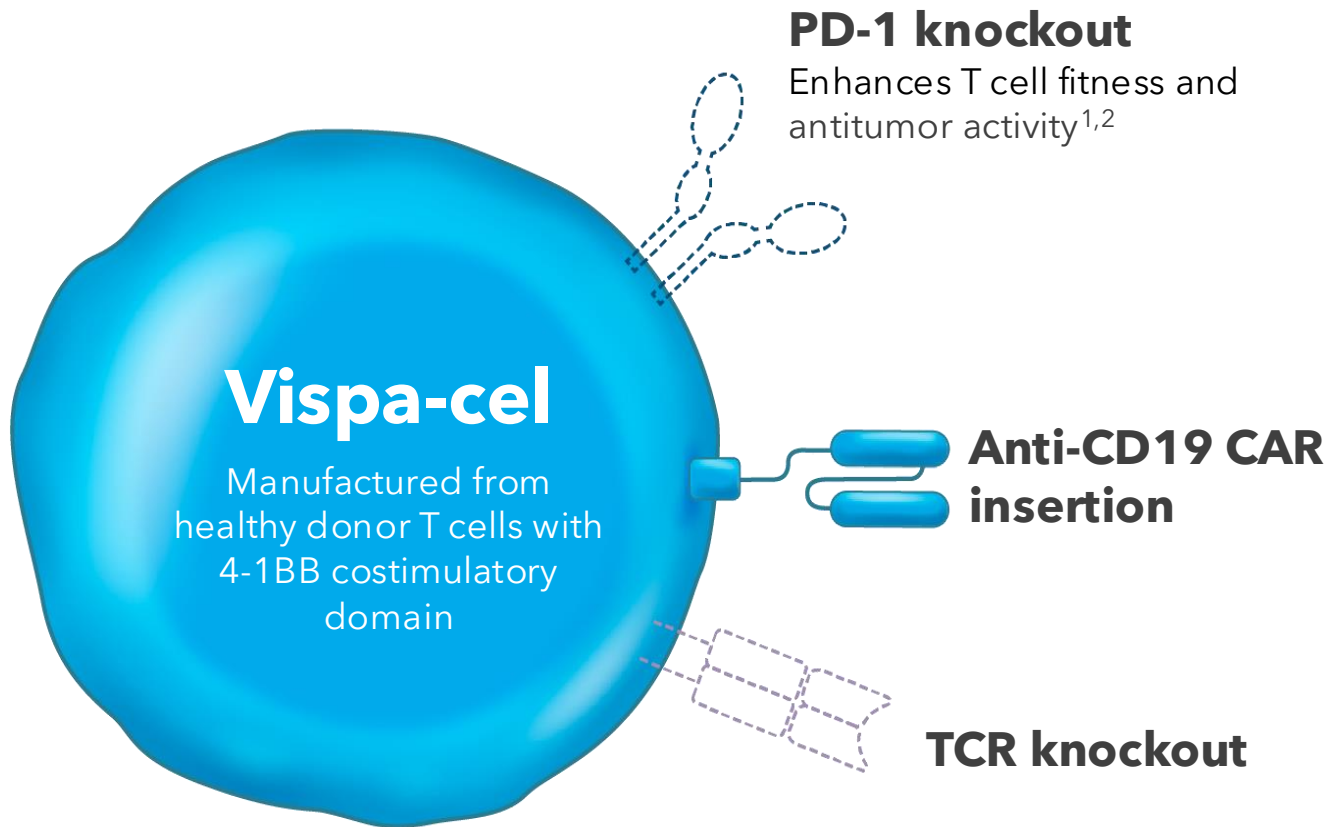 PD-1 knockout
Enhances T cell fitness and
antitumor activity1,2
Vispa-cel
Manufactured from
healthy donor T cells with
4-1BB costimulatory
domain
Anti-CD19 CAR
insertion
TCR knockout